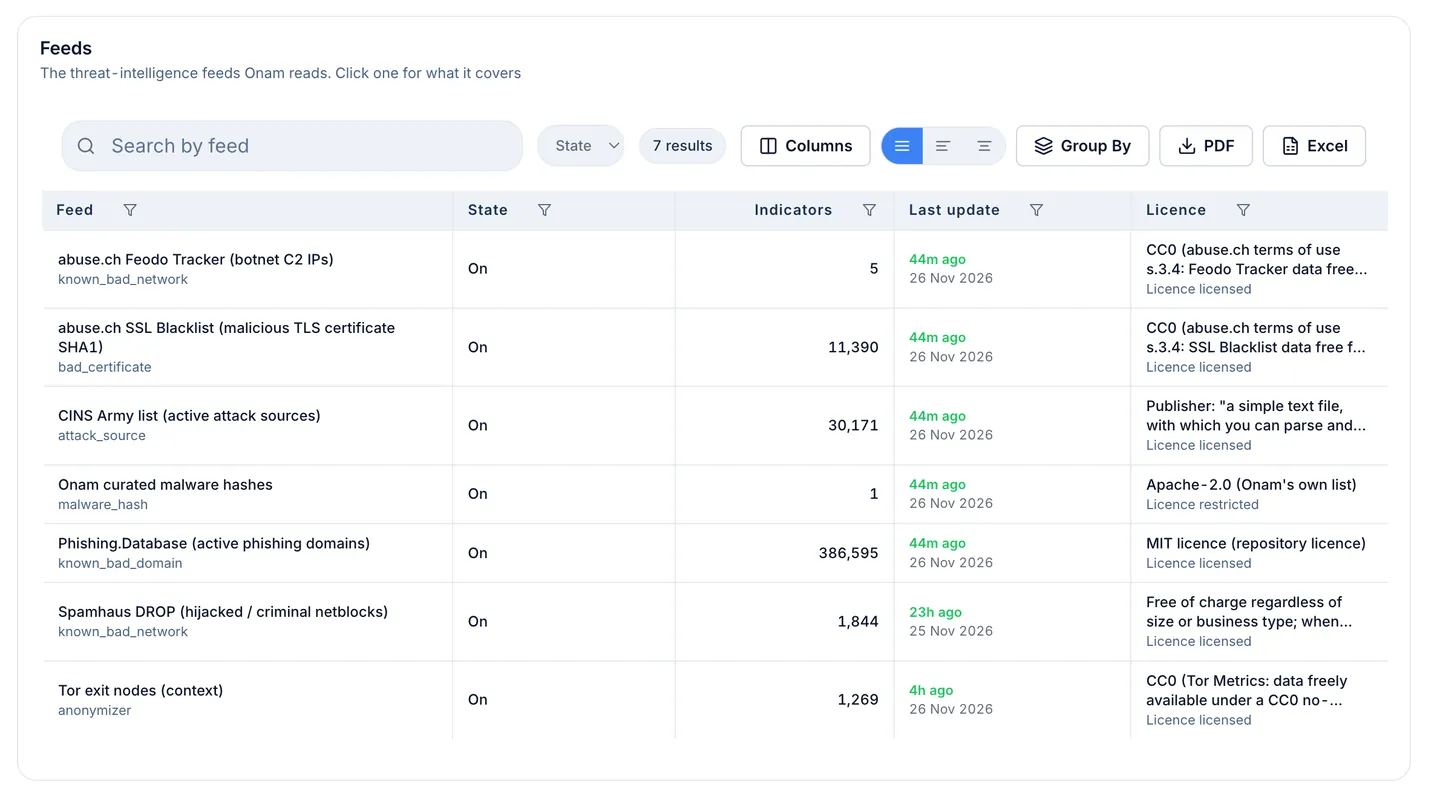 Feeds
The threat-intelligence feeds Onam reads. Click one for what it covers
Search by feed
State
7 results
Columns
Group By
PDF
Excel
Feed
State
Indicators
Last update
Licence
abuse.ch Feodo Tracker (botnet C2 IPs)
known_bad_network
On
5
44m ago
26 Nov 2026
CC0 (abuse.ch terms of use
s.3.4: Feodo Tracker data free...
Licence licensed
abuse.ch SSL Blacklist (malicious TLS certificate
SHA1)
bad_certificate
On
11,390
44m ago
26 Nov 2026
CC0 (abuse.ch terms of use
s.3.4: SSL Blacklist data free f...
Licence licensed
CINS Army list (active attack sources)
attack_source
On
30,171
44m ago
26 Nov 2026
Publisher: "a simple text file,
with which you can parse and...
Licence licensed
Onam curated malware hashes
malware_hash
On
1
44m ago
26 Nov 2026
Apache-2.0 (Onam's own list)
Licence restricted
Phishing.Database (active phishing domains)
known_bad_domain
On
386,595
44m ago
26 Nov 2026
MIT licence (repository licence)
Licence licensed
Spamhaus DROP (hijacked / criminal netblocks)
known_bad_network
On
1,844
23h ago
25 Nov 2026
Free of charge regardless of
size or business type; when...
Licence licensed
Tor exit nodes (context)
anonymizer
On
1,269
4h ago
26 Nov 2026
CC0 (Tor Metrics: data freely
available under a CC0 no-...
Licence licensed